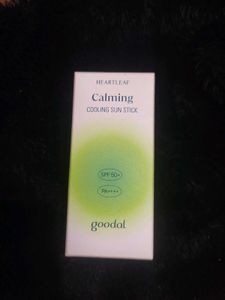 HEARTLEAF
Calming
COOLING SUN STICK
SPF 50+
PA++++
goodal